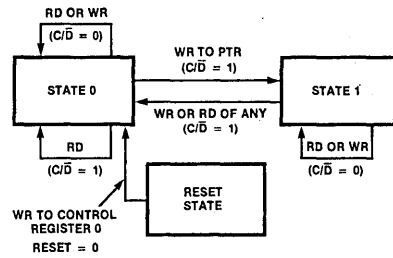 RD OR WR
(C/D̅ = 0)
STATE 0
WR TO PTR
(C/D̅ = 1)
WR OR RD OF ANY
(C/D̅ = 1)
STATE 1
RD
(C/D̅ = 1)
RD OR WR
(C/D̅ = 0)
RESET
STATE
WR TO CONTROL
REGISTER 0
RESET = 0